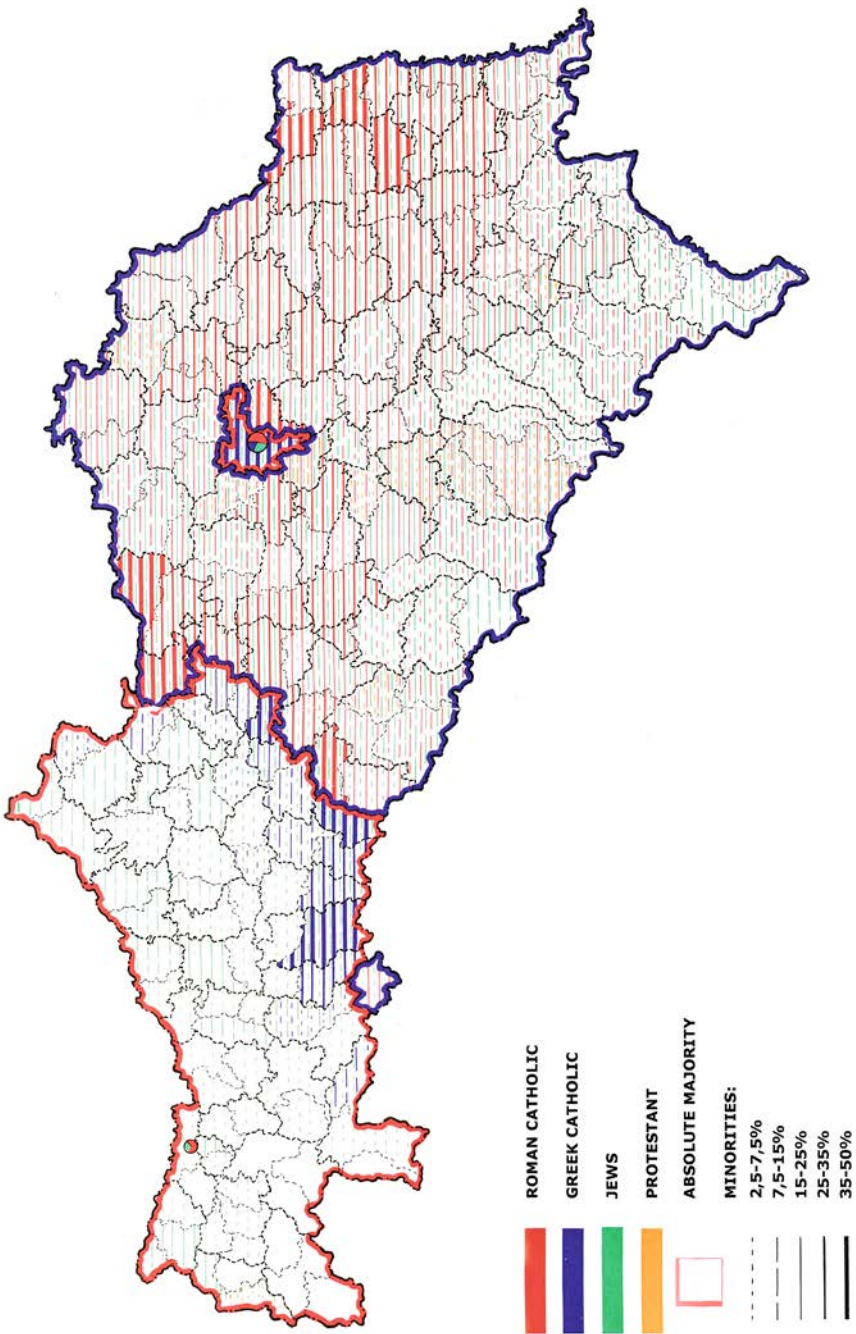 ROMAN CATHOLIC
GREEK CATHOLIC
JEWS
PROTESTANT
ABSOLUTE MAJORITY
MINORITIES:
2,5-7,5%
7,5-15%
15-25%
25-35%
35-50%